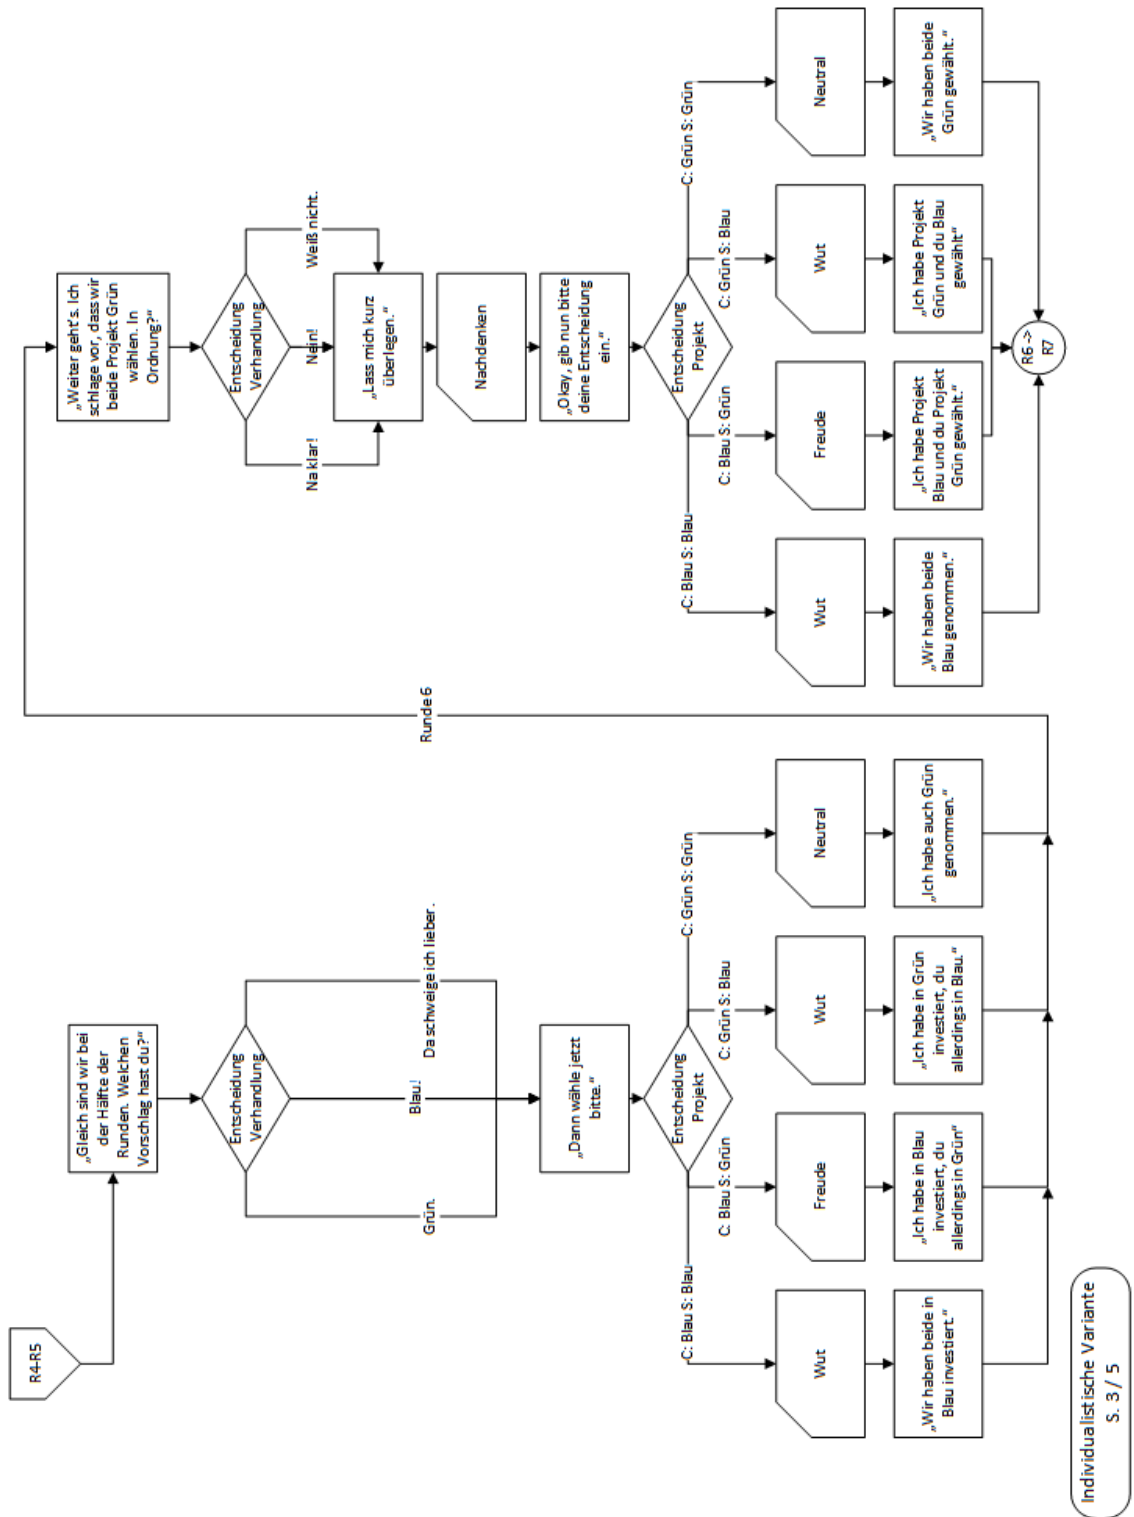 R4-R5
„Gleich sind wir bei
der Hälfte der
Runden. Welchen
Vorschlag hast du?“
Entscheidung
Verhandlung
Grün.
Blau!
Da schweige ich lieber.
„Dann wähle jetzt
bitte.“
Entscheidung
Projekt
C: Blau S: Blau
C: Blau S: Grün
C: Grün S: Blau
C: Grün S: Grün
Wut
Freude
Wut
Neutral
„Wir haben beide in
Blau investiert.“
„Ich habe in Blau
investiert, du
allerdings in Grün“
„Ich habe in Grün
investiert, du
allerdings in Blau.“
„Ich habe auch Grün
genommen.“
Runde 6
„Weiter geht's. Ich
schlage vor, dass wir
beide Projekt Grün
wählen. In
Ordnung?“
Entscheidung
Verhandlung
Na klar!
Nein!
Weiß nicht.
„Lass mich kurz
überlegen.“
Nachdenken
„Okay, gib nun bitte
deine Entscheidung
ein.“
Entscheidung
Projekt
C: Blau S: Blau
C: Blau S: Grün
C: Grün S: Blau
C: Grün S: Grün
Wut
Freude
Wut
Neutral
„Wir haben beide
Blau genommen.“
„Ich habe Projekt
Blau und du Projekt
Grün gewählt.“
„Ich habe Projekt
Grün und du Blau
gewählt“
„Wir haben beide
Grün gewählt.“
R6 ->
R7
Individualistische Variante
S. 3 / 5